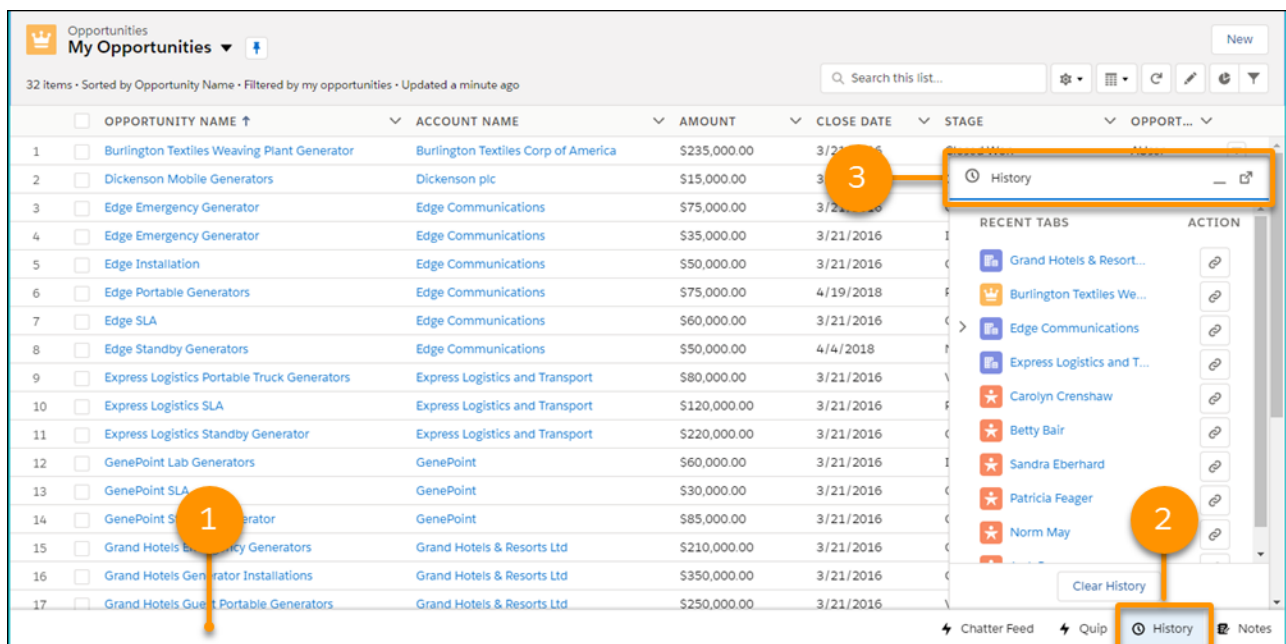 Opportunities
My Opportunities
New
32 items • Sorted by Opportunity Name • Filtered by my opportunities • Updated a minute ago
Search this list...
OPPORTUNITY NAME ↑ ACCOUNT NAME AMOUNT CLOSE DATE STAGE OPPORT...
1 Burlington Textiles Weaving Plant Generator Burlington Textiles Corp of America $235,000.00
2 Dickenson Mobile Generators Dickenson plc $15,000.00
3 Edge Emergency Generator Edge Communications $75,000.00
4 Edge Emergency Generator Edge Communications $35,000.00 3/21/2016
5 Edge Installation Edge Communications $50,000.00 3/21/2016
6 Edge Portable Generators Edge Communications $75,000.00 4/19/2018
7 Edge SLA Edge Communications $60,000.00 3/21/2016
8 Edge Standby Generators Edge Communications $50,000.00 4/4/2018
9 Express Logistics Portable Truck Generators Express Logistics and Transport $80,000.00 3/21/2016
10 Express Logistics SLA Express Logistics and Transport $120,000.00 3/21/2016
11 Express Logistics Standby Generator Express Logistics and Transport $220,000.00 3/21/2016
12 GenePoint Lab Generators GenePoint $60,000.00 3/21/2016
13 GenePoint SLA GenePoint $30,000.00 3/21/2016
14 GenePoint GenePoint $85,000.00 3/21/2016
15 Grand Hotels Generators Grand Hotels & Resorts Ltd $210,000.00 3/21/2016
16 Grand Hotels Generator Installations Grand Hotels & Resorts Ltd $350,000.00 3/21/2016
17 Grand Hotels Guest Portable Generators Grand Hotels & Resorts Ltd $250,000.00 3/21/2016
3
History
RECENT TABS ACTION
Grand Hotels & Resort...
Burlington Textiles We...
Edge Communications
Express Logistics and T...
Carolyn Crenshaw
Betty Bair
Sandra Eberhard
Patricia Feager
Norm May
Clear History
1
2
Chatter Feed Quip History Notes